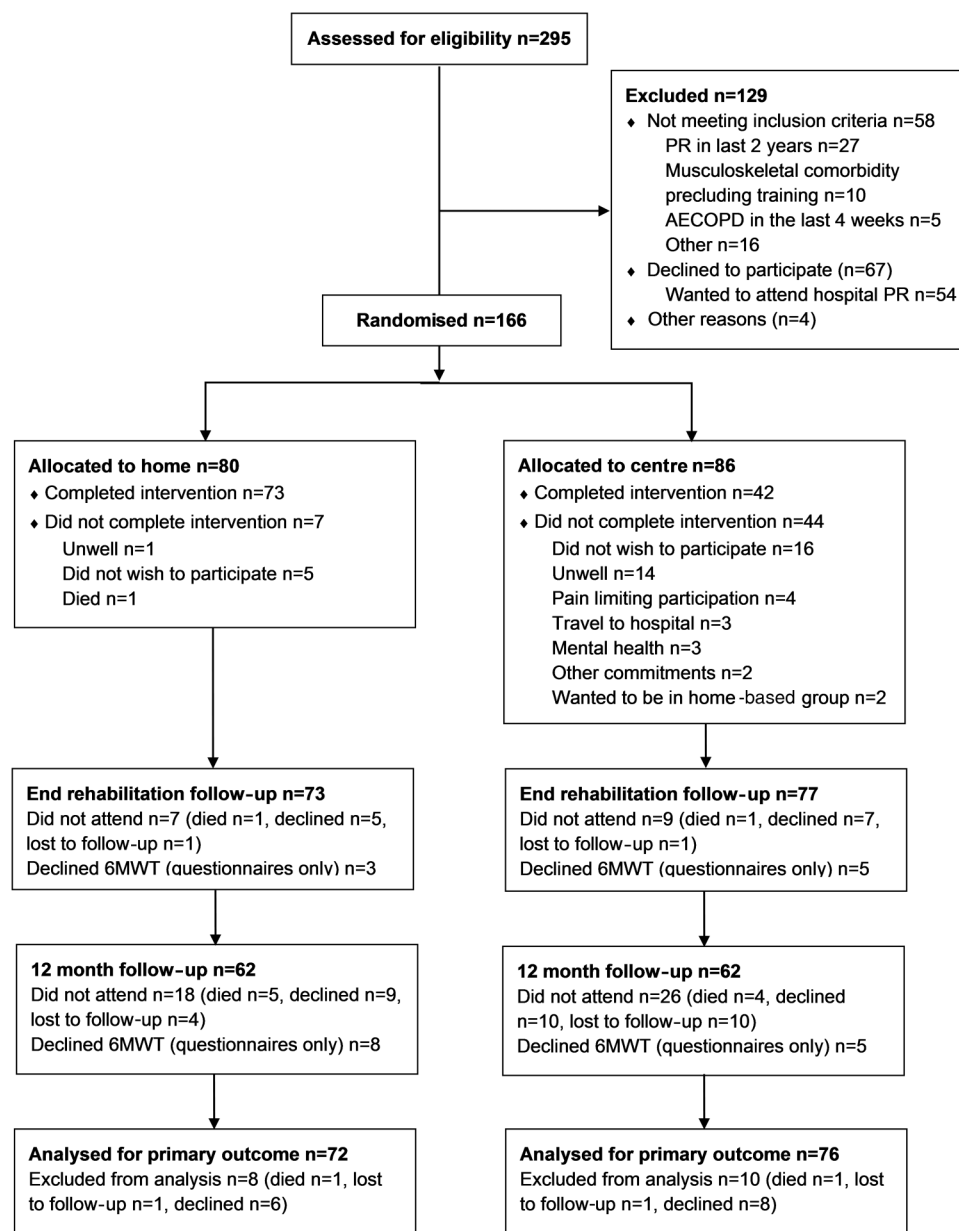 Assessed for eligibility n=295
Excluded n=129
♦ Not meeting inclusion criteria n=58
PR in last 2 years n=27
Musculoskeletal comorbidity
precluding training n=10
AECOPD in the last 4 weeks n=5
Other n=16
♦ Declined to participate (n=67)
Wanted to attend hospital PR n=54
♦ Other reasons (n=4)
Randomised n=166
Allocated to home n=80
♦ Completed intervention n=73
♦ Did not complete intervention n=7
Unwell n=1
Did not wish to participate n=5
Died n=1
Allocated to centre n=86
♦ Completed intervention n=42
♦ Did not complete intervention n=44
Did not wish to participate n=16
Unwell n=14
Pain limiting participation n=4
Travel to hospital n=3
Mental health n=3
Other commitments n=2
Wanted to be in home-based group n=2
End rehabilitation follow-up n=73
Did not attend n=7 (died n=1, declined n=5,
lost to follow-up n=1)
Declined 6MWT (questionnaires only) n=3
End rehabilitation follow-up n=77
Did not attend n=9 (died n=1, declined n=7,
lost to follow-up n=1)
Declined 6MWT (questionnaires only) n=5
12 month follow-up n=62
Did not attend n=18 (died n=5, declined n=9,
lost to follow-up n=4)
Declined 6MWT (questionnaires only) n=8
12 month follow-up n=62
Did not attend n=26 (died n=4, declined
n=10, lost to follow-up n=10)
Declined 6MWT (questionnaires only) n=5
Analysed for primary outcome n=72
Excluded from analysis n=8 (died n=1, lost
to follow-up n=1, declined n=6)
Analysed for primary outcome n=76
Excluded from analysis n=10 (died n=1, lost
to follow-up n=1, declined n=8)